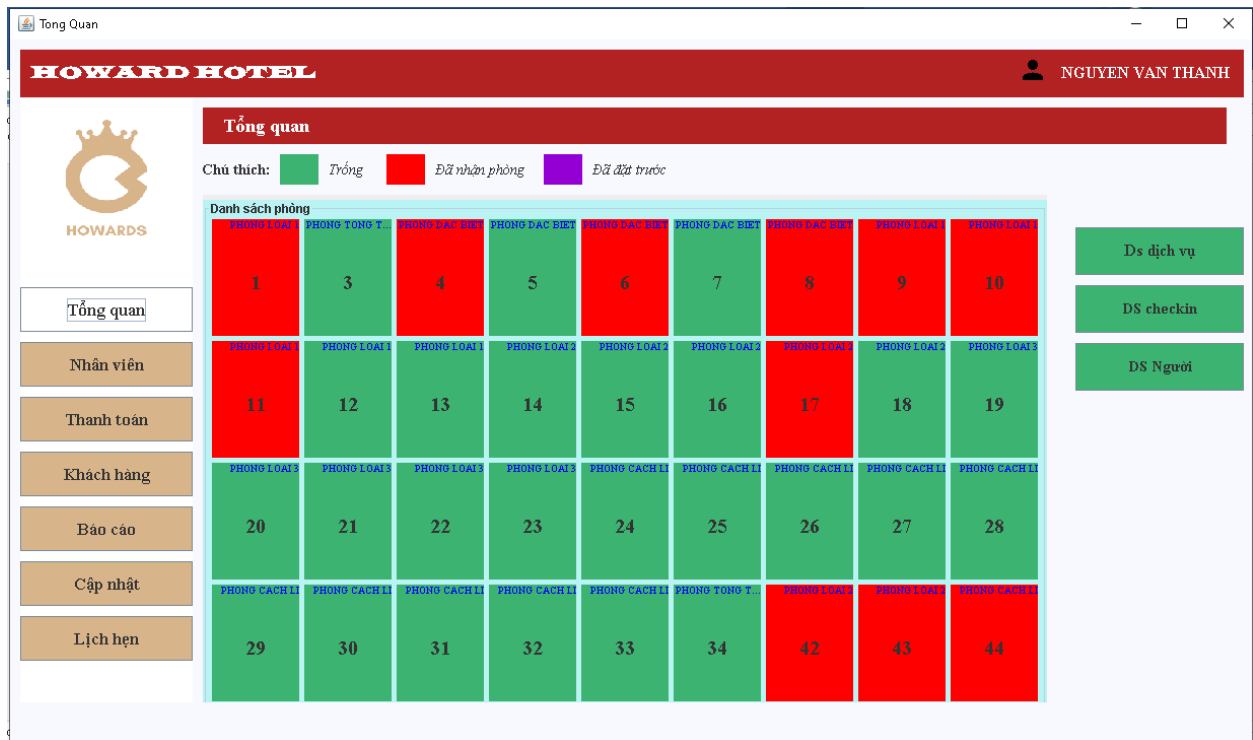 Tong Quan
HOWARD HOTEL
NGUYEN VAN THANH
HOWARDS
Tổng quan
Nhân viên
Thanh toán
Khách hàng
Báo cáo
Cập nhật
Lịch hẹn
Tổng quan
Chú thích: Trống Đã nhận phòng Đã đặt trước
Danh sách phòng
PHONG LOAI 1 PHONG TONG T... PHONG DAC BIET PHONG DAC BIET PHONG DAC BIET PHONG DAC BIET PHONG DAC BIET PHONG LOAI 1 PHONG LOAI 1
1 3 4 5 6 7 8 9 10
PHONG LOAI 1 PHONG LOAI 1 PHONG LOAI 1 PHONG LOAI 2 PHONG LOAI 2 PHONG LOAI 2 PHONG LOAI 2 PHONG LOAI 2 PHONG LOAI 3
11 12 13 14 15 16 17 18 19
PHONG LOAI 3 PHONG LOAI 3 PHONG LOAI 3 PHONG LOAI 3 PHONG CACH LI PHONG CACH LI PHONG CACH LI PHONG CACH LI PHONG CACH LI
20 21 22 23 24 25 26 27 28
PHONG CACH LI PHONG CACH LI PHONG CACH LI PHONG CACH LI PHONG CACH LI PHONG TONG T... PHONG LOAI 2 PHONG LOAI 2 PHONG CACH LI
29 30 31 32 33 34 42 43 44
Ds dịch vụ
DS checkin
DS Người